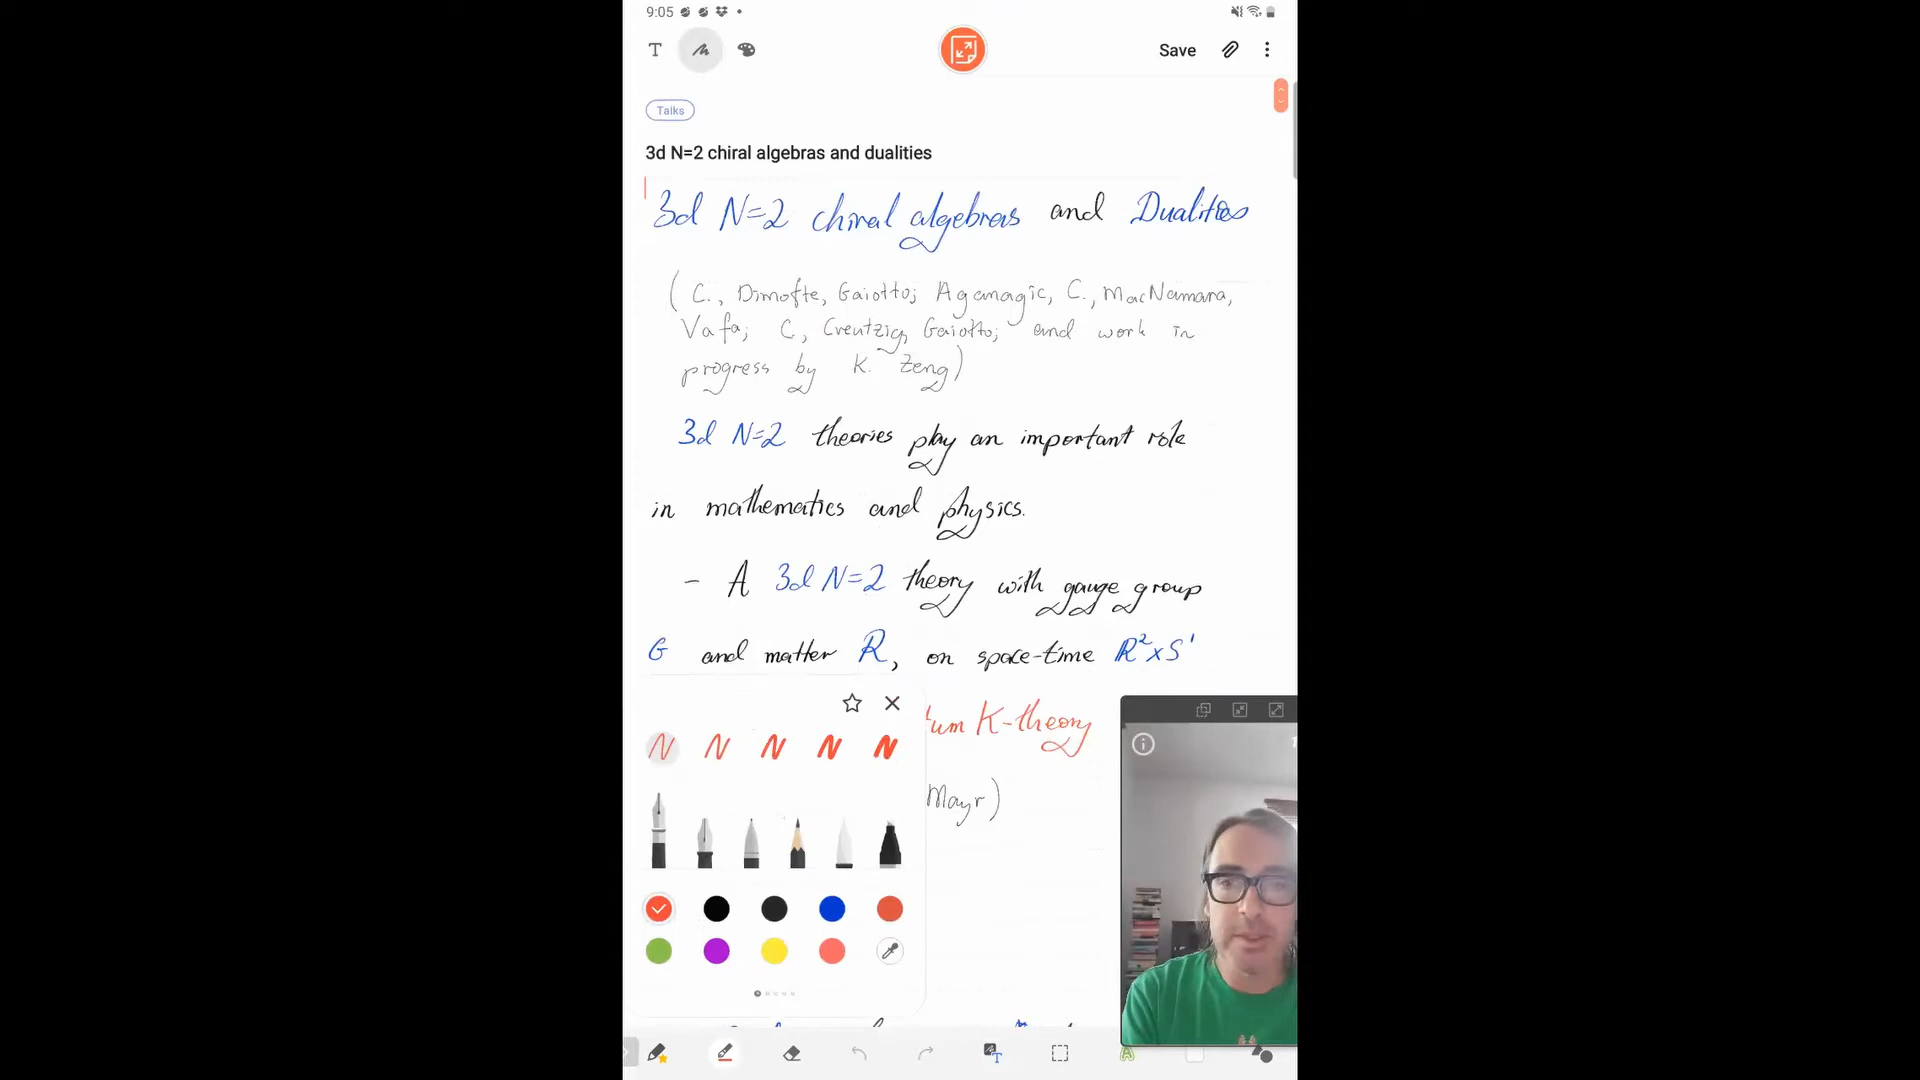 9:05
T
Save
Talks
3d N=2 chiral algebras and dualities
3d N=2 chiral algebras and Dualities
(C., Dimofte, Gaiotto; Aganagic, C., MacNamara,
Vafa; C, Creutzig, Gaiotto; and work in
progress by K. Zeng)
3d N=2 theories play an important role
in mathematics and physics.
- A 3d N=2 theory with gauge group
G and matter R, on space-time R²×S¹
tum K-theory
Mayr)